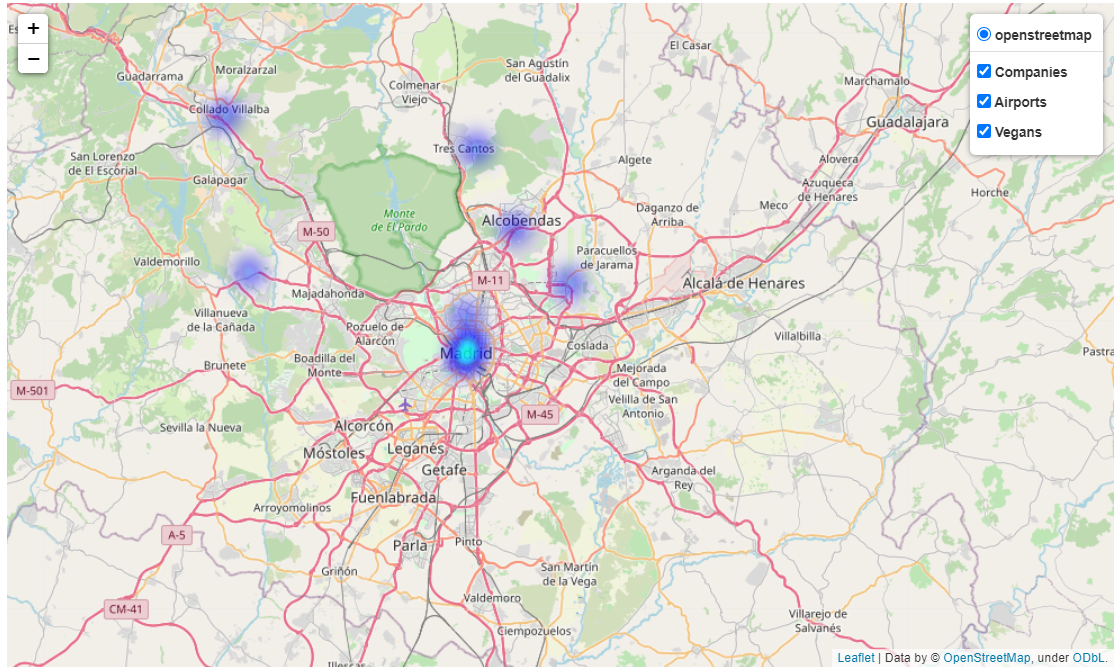 +
−
openstreetmap
Companies
Airports
Vegans
El Casar
San Agustín
del Guadalix
Guadarrama
Moralzarzal
Colmenar
Viejo
Marchamalo
Collado Villalba
Guadalajara
Tres Cantos
San Lorenzo
de El Escorial
Algete
Alovera
Galapagar
Azuqueca
de Henares
Horche
Meco
Daganzo de
Arriba
Monte
de El Pardo
Alcobendas
M-50
Paracuellos
de Jarama
Valdemorillo
M-11
Alcalá de Henares
Majadahonda
Villanueva
de la Cañada
Pozuelo de
Alarcón
Villalbilla
Coslada
Madrid
Pastra
Boadilla del
Monte
Brunete
Mejorada
del Campo
M-501
Velilla de San
Antonio
M-45
Sevilla la Nueva
Alcorcón
Móstoles
Leganés
Getafe
Arganda del
Rey
Fuenlabrada
Arroyomolinos
A-5
Parla
Pinto
Griñón
San Martín
de la Vega
Valdemoro
CM-41
Villarejo de
Salvanés
Ciempozuelos
Illescas
Leaflet | Data by © OpenStreetMap, under ODbL.